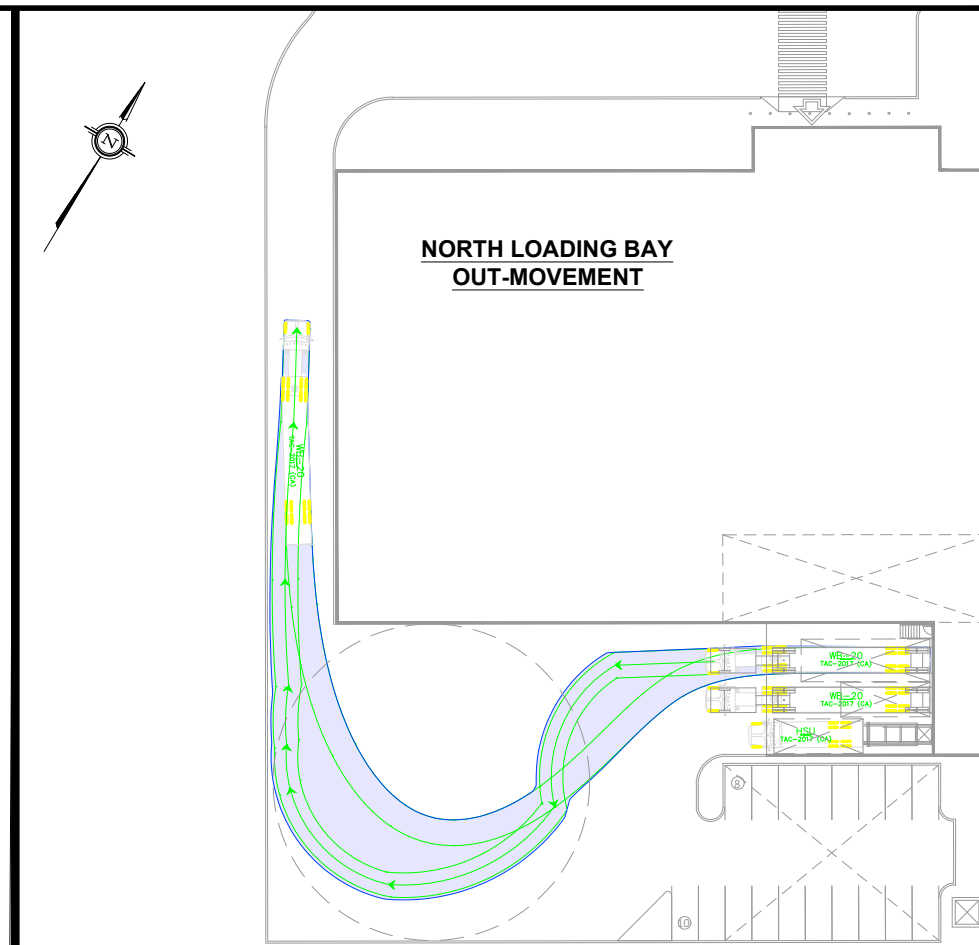 N
NORTH LOADING BAY
OUT-MOVEMENT
WB-20
TAC-2017 (CA)
WB-20
TAC-2017 (CA)
WB-20
TAC-2017 (CA)
HSU
TAC-2017 (CA)
8
10